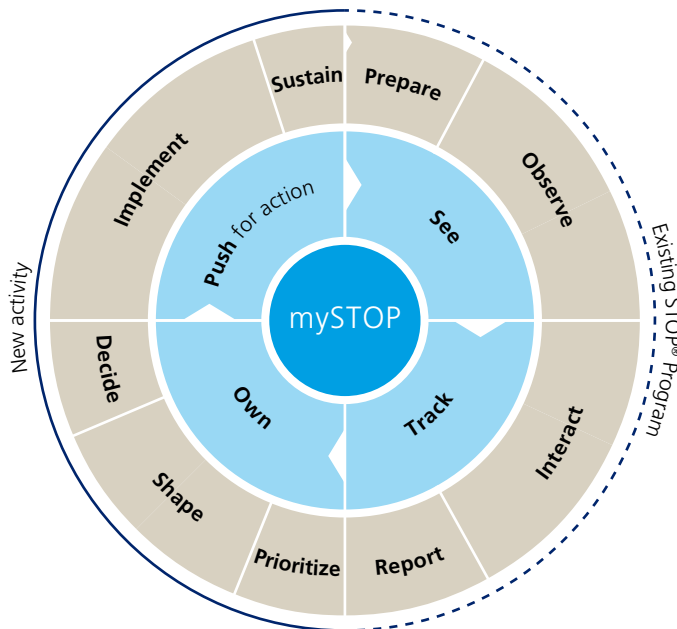 Sustain
Prepare
Implement
Observe
Push for action
See
New activity
mySTOP
Existing STOP® Program
Decide
Own
Track
Interact
Shape
Prioritize
Report